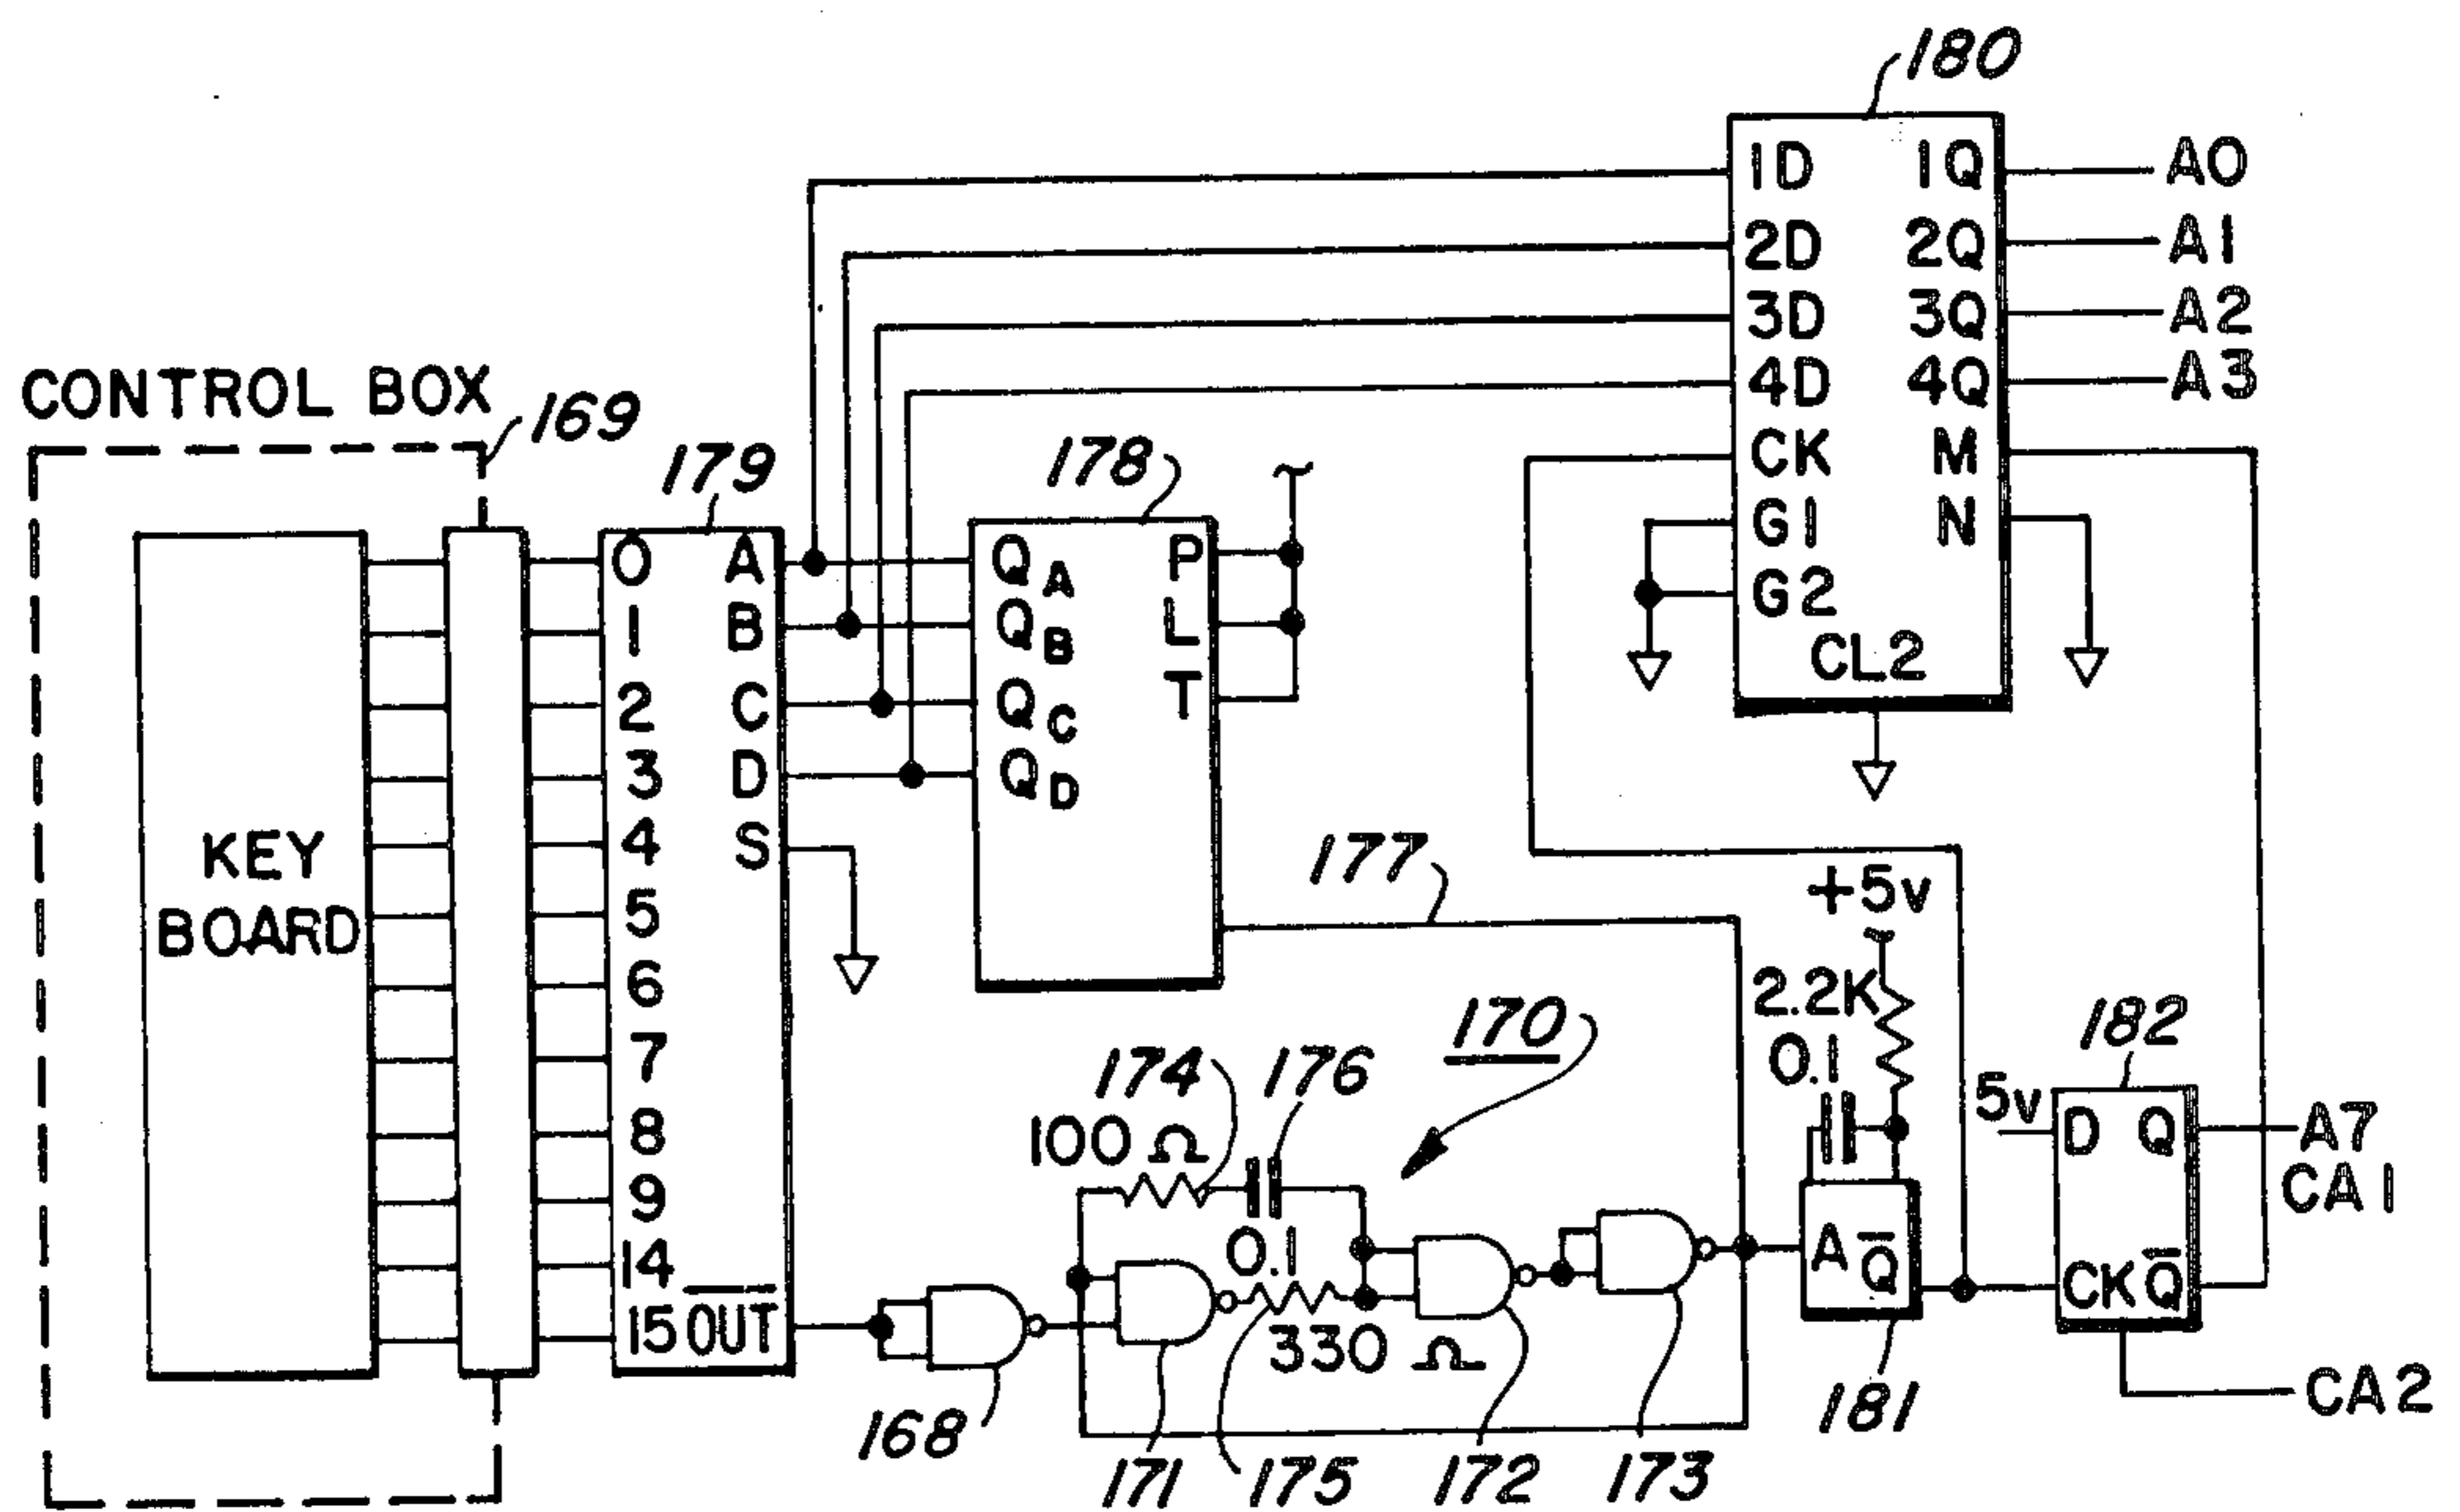 CONTROL BOX
169
KEY
BOARD
179
0 A
1 B
2 C
3 D
4 S
5
6
7
8
9
14
15 OUT
178
QA P
QB L
QC T
QD
180
1D 1Q A0
2D 2Q A1
3D 3Q A2
4D 4Q A3
CK M
G1 N
G2
CL2
177
170
174
176
100 Ω
0.1
330 Ω
168
171
175
172
173
+5v
2.2K
0.1
A Q̅
181
182
5v D Q A7
CA1
CK Q̅
CA2